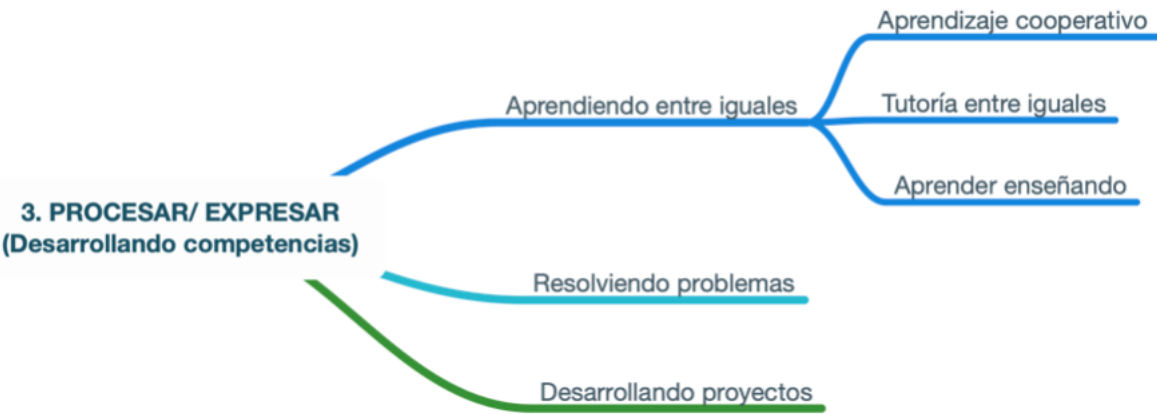 3. PROCESAR/ EXPRESAR
(Desarrollando competencias)
Aprendiendo entre iguales
Aprendizaje cooperativo
Tutoría entre iguales
Aprender enseñando
Resolviendo problemas
Desarrollando proyectos